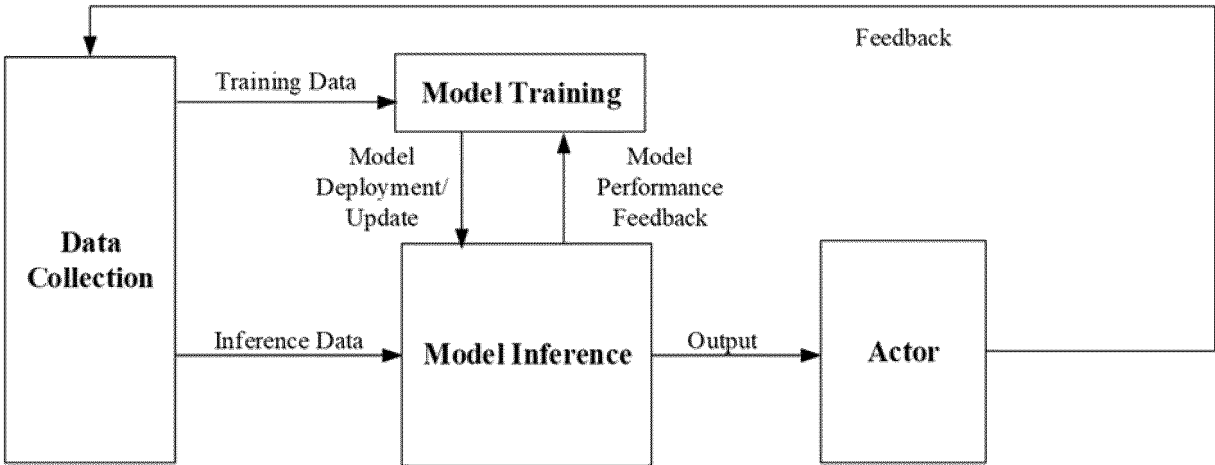 Feedback
Training Data
Model Training
Model
Deployment/
Update
Model
Performance
Feedback
Data
Collection
Inference Data
Model Inference
Output
Actor